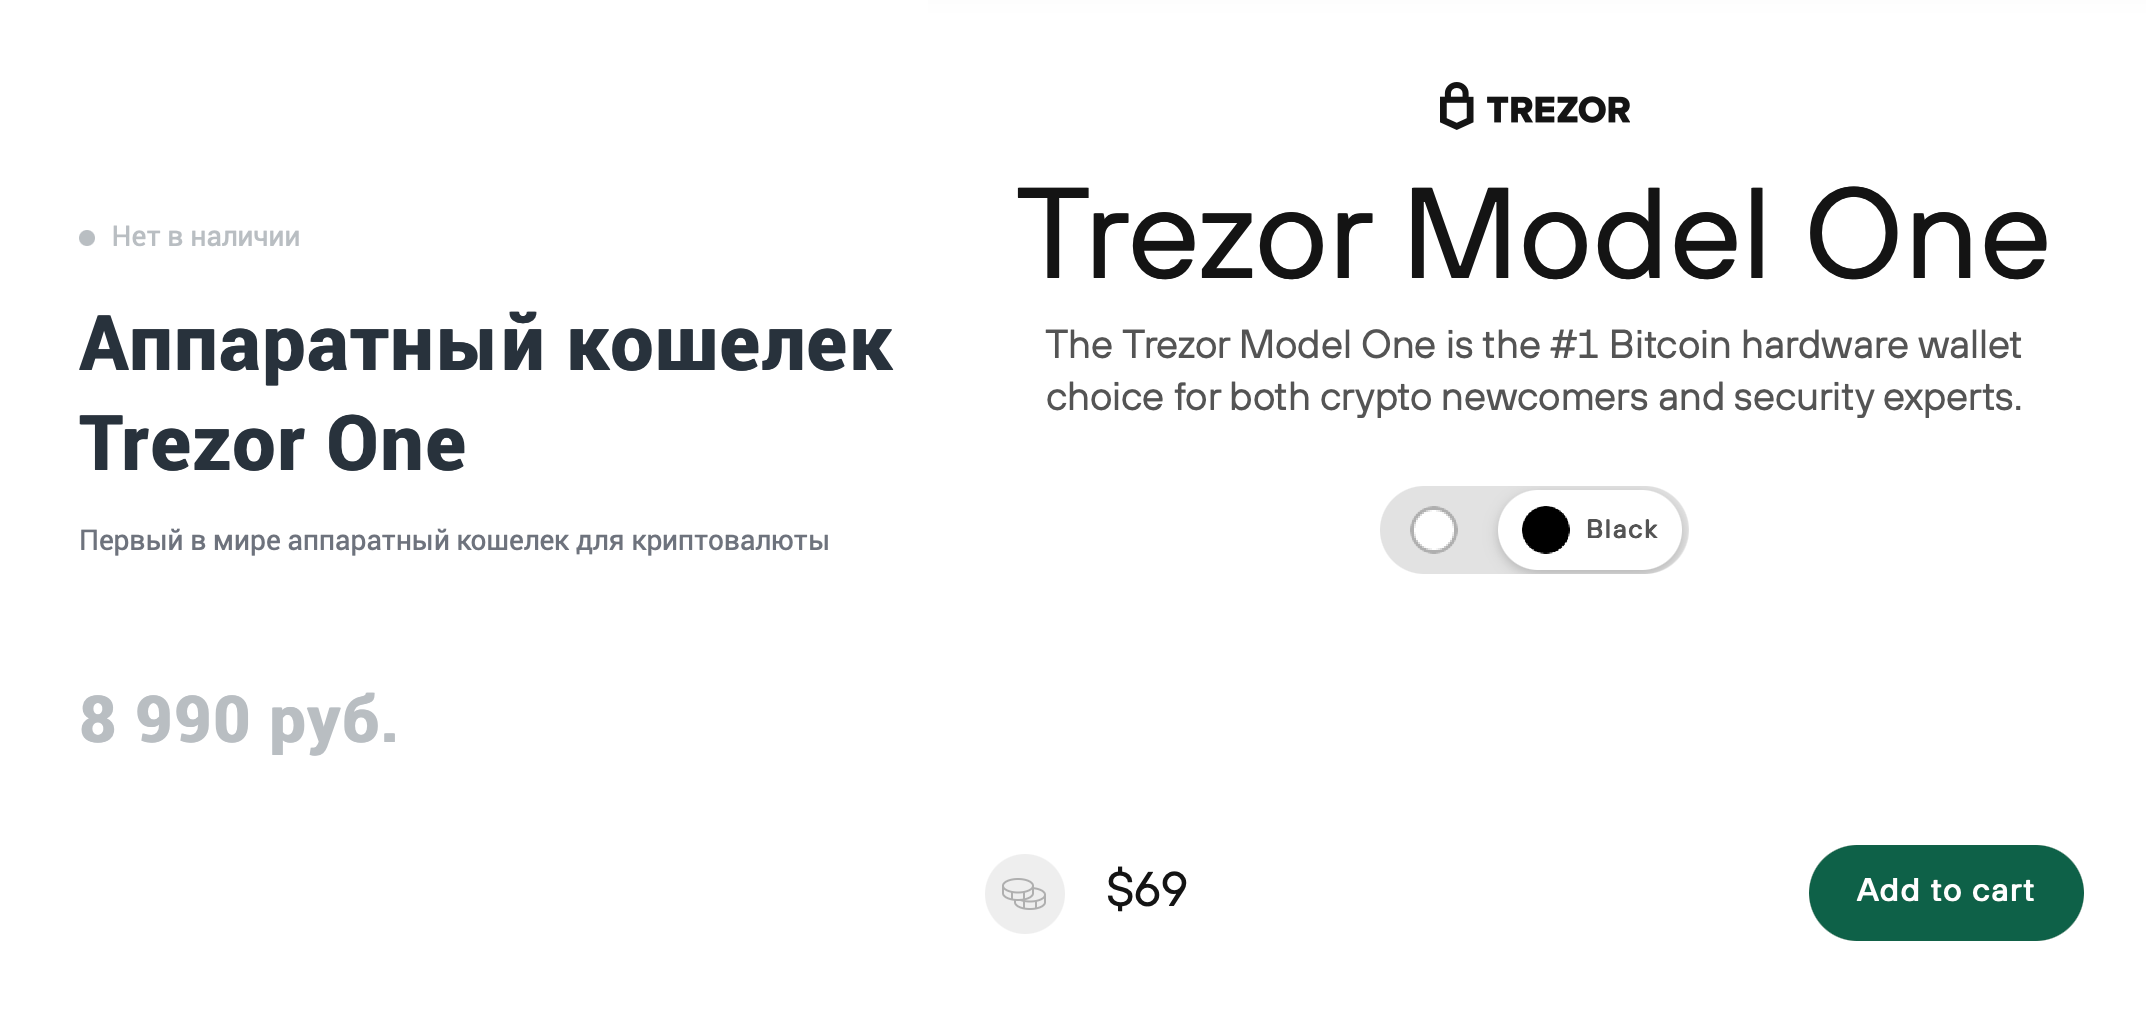 Нет в наличии
Аппаратный кошелек
Trezor One
Первый в мире аппаратный кошелек для криптовалюты
8 990 руб.
TREZOR
Trezor Model One
The Trezor Model One is the #1 Bitcoin hardware wallet
choice for both crypto newcomers and security experts.
Black
$69
Add to cart